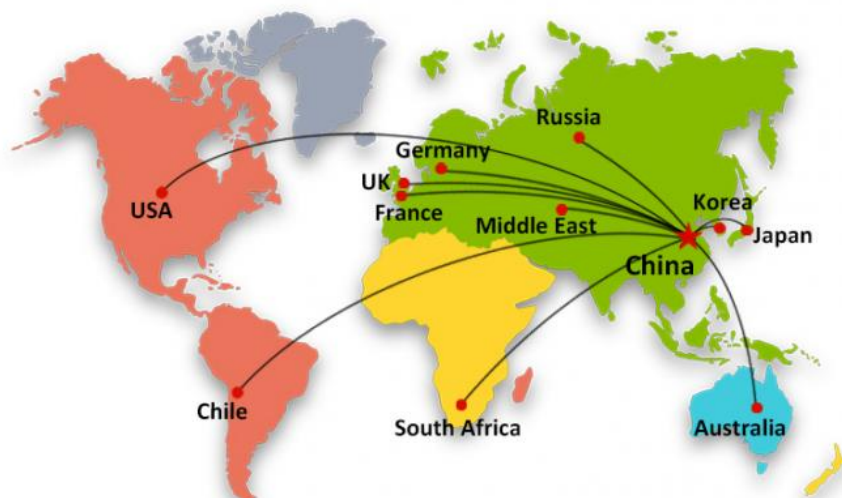 Russia
Germany
UK
USA
France
Middle East
Korea
Japan
China
Chile
South Africa
Australia